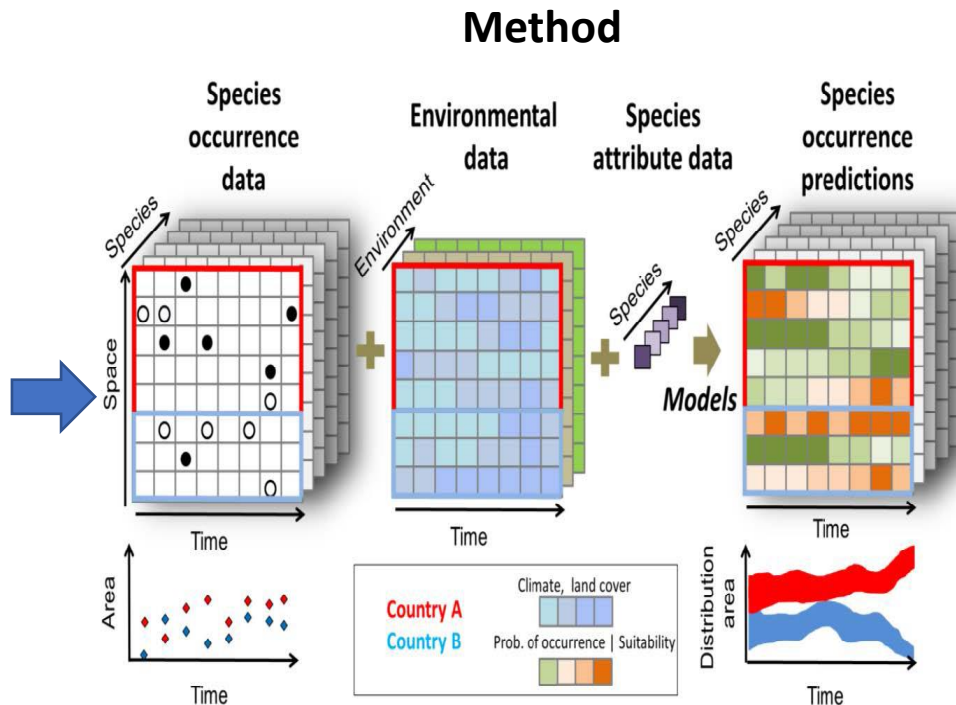 Method
Species
occurrence
data
Environmental
data
Species
attribute data
Species
occurrence
predictions
Species
Environment
Species
Species
Space
Models
Time
Time
Time
Area
Time
Country A
Country B
Climate, land cover
Prob. of occurrence | Suitability
Distribution
area
Time